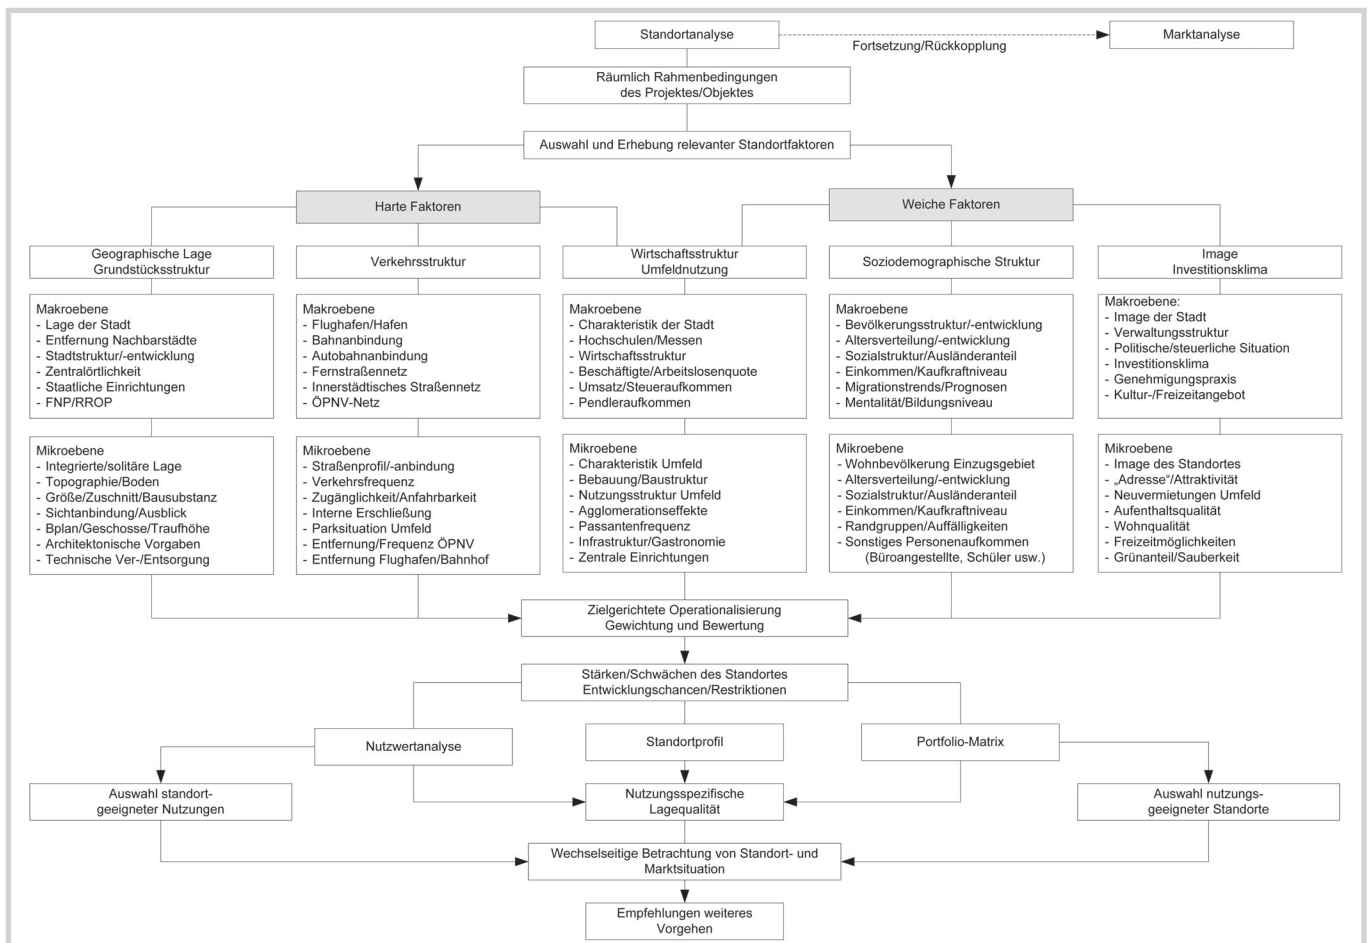 Standortanalyse
Fortsetzung/Rückkopplung
Marktanalyse
Räumlich Rahmenbedingungen
des Projektes/Objektes
Auswahl und Erhebung relevanter Standortfaktoren
Harte Faktoren
Weiche Faktoren
Geographische Lage
Grundstücksstruktur
Verkehrsstruktur
Wirtschaftsstruktur
Umfeldnutzung
Soziodemographische Struktur
Image
Investitionsklima
Makroebene
- Lage der Stadt
- Entfernung Nachbarstädte
- Stadtstruktur/-entwicklung
- Zentralörtlichkeit
- Staatliche Einrichtungen
- FNP/RROP
Makroebene
- Flughafen/Hafen
- Bahnanbindung
- Autobahnanbindung
- Fernstraßennetz
- Innerstädtisches Straßennetz
- ÖPNV-Netz
Makroebene
- Charakteristik der Stadt
- Hochschulen/Messen
- Wirtschaftsstruktur
- Beschäftigte/Arbeitslosenquote
- Umsatz/Steueraufkommen
- Pendleraufkommen
Makroebene
- Bevölkerungsstruktur/-entwicklung
- Altersverteilung/-entwicklung
- Sozialstruktur/Ausländeranteil
- Einkommen/Kaufkraftniveau
- Migrationstrends/Prognosen
- Mentalität/Bildungsniveau
Makroebene:
- Image der Stadt
- Verwaltungsstruktur
- Politische/steuerliche Situation
- Investitionsklima
- Genehmigungspraxis
- Kultur-/Freizeitangebot
Mikroebene
- Integrierte/solitäre Lage
- Topographie/Boden
- Größe/Zuschnitt/Bausubstanz
- Sichtanbindung/Ausblick
- Bplan/Geschosse/Traufhöhe
- Architektonische Vorgaben
- Technische Ver-/Entsorgung
Mikroebene
- Straßenprofil/-anbindung
- Verkehrsfrequenz
- Zugänglichkeit/Anfahrbarkeit
- Interne Erschließung
- Parksituation Umfeld
- Entfernung/Frequenz ÖPNV
- Entfernung Flughafen/Bahnhof
Mikroebene
- Charakteristik Umfeld
- Bebauung/Baustruktur
- Nutzungsstruktur Umfeld
- Agglomerationseffekte
- Passantenfrequenz
- Infrastruktur/Gastronomie
- Zentrale Einrichtungen
Mikroebene
- Wohnbevölkerung Einzugsgebiet
- Altersverteilung/-entwicklung
- Sozialstruktur/Ausländeranteil
- Einkommen/Kaufkraftniveau
- Randgruppen/Auffälligkeiten
- Sonstiges Personenaufkommen
(Büroangestellte, Schüler usw.)
Mikroebene
- Image des Standortes
- „Adresse“/Attraktivität
- Neuvermietungen Umfeld
- Aufenthaltsqualität
- Wohnqualität
- Freizeitmöglichkeiten
- Grünanteil/Sauberkeit
Zielgerichtete Operationalisierung
Gewichtung und Bewertung
Stärken/Schwächen des Standortes
Entwicklungschancen/Restriktionen
Nutzwertanalyse
Standortprofil
Portfolio-Matrix
Auswahl standort-
geeigneter Nutzungen
Nutzungsspezifische
Lagequalität
Auswahl nutzungs-
geeigneter Standorte
Wechselseitige Betrachtung von Standort- und
Marktsituation
Empfehlungen weiteres
Vorgehen